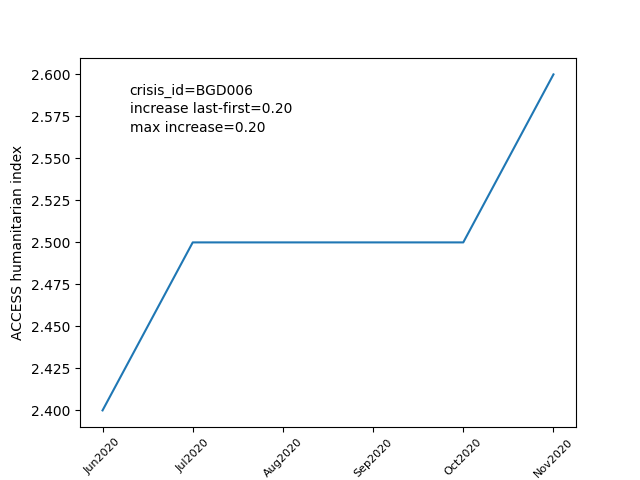 crisis_id=BGD006
increase last-first=0.20
max increase=0.20
ACCESS humanitarian index
2.600
2.575
2.550
2.525
2.500
2.475
2.450
2.425
2.400
Jun2020
Jul2020
Aug2020
Sep2020
Oct2020
Nov2020